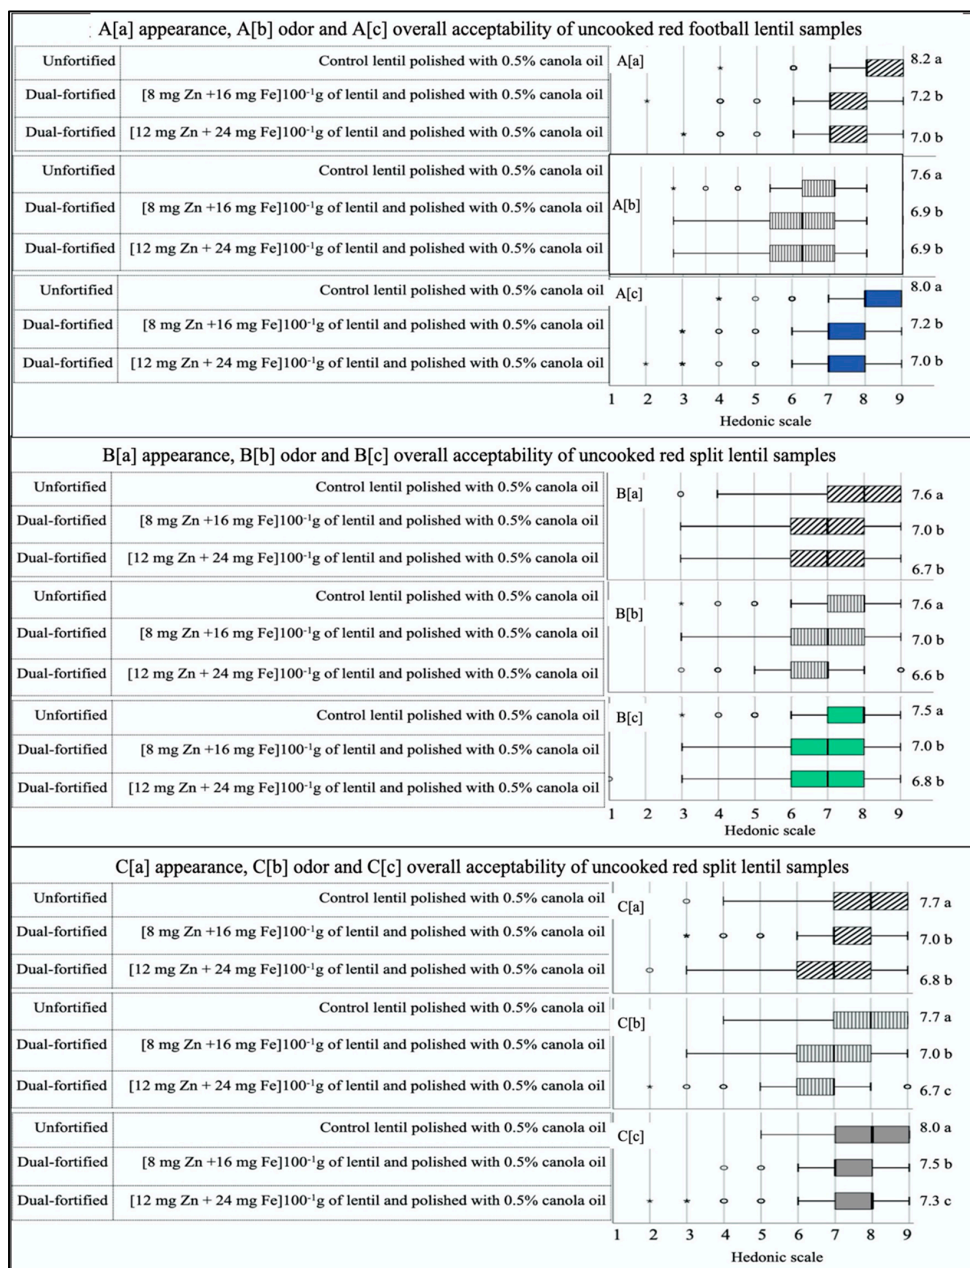 A[a] appearance, A[b] odor and A[c] overall acceptability of uncooked red football lentil samples
Unfortified Control lentil polished with 0.5% canola oil A[a] 8.2 a
Dual-fortified [8 mg Zn +16 mg Fe]100-1g of lentil and polished with 0.5% canola oil 7.2 b
Dual-fortified [12 mg Zn + 24 mg Fe]100-1g of lentil and polished with 0.5% canola oil 7.0 b
Unfortified Control lentil polished with 0.5% canola oil 7.6 a
Dual-fortified [8 mg Zn +16 mg Fe]100-1g of lentil and polished with 0.5% canola oil A[b] 6.9 b
Dual-fortified [12 mg Zn + 24 mg Fe]100-1g of lentil and polished with 0.5% canola oil 6.9 b
Unfortified Control lentil polished with 0.5% canola oil A[c] 8.0 a
Dual-fortified [8 mg Zn +16 mg Fe]100-1g of lentil and polished with 0.5% canola oil 7.2 b
Dual-fortified [12 mg Zn + 24 mg Fe]100-1g of lentil and polished with 0.5% canola oil 7.0 b
1 2 3 4 5 6 7 8 9
Hedonic scale
B[a] appearance, B[b] odor and B[c] overall acceptability of uncooked red split lentil samples
Unfortified Control lentil polished with 0.5% canola oil B[a] 7.6 a
Dual-fortified [8 mg Zn +16 mg Fe]100-1g of lentil and polished with 0.5% canola oil 7.0 b
Dual-fortified [12 mg Zn + 24 mg Fe]100-1g of lentil and polished with 0.5% canola oil 6.7 b
Unfortified Control lentil polished with 0.5% canola oil B[b] 7.6 a
Dual-fortified [8 mg Zn +16 mg Fe]100-1g of lentil and polished with 0.5% canola oil 7.0 b
Dual-fortified [12 mg Zn + 24 mg Fe]100-1g of lentil and polished with 0.5% canola oil 6.6 b
Unfortified Control lentil polished with 0.5% canola oil B[c] 7.5 a
Dual-fortified [8 mg Zn +16 mg Fe]100-1g of lentil and polished with 0.5% canola oil 7.0 b
Dual-fortified [12 mg Zn + 24 mg Fe]100-1g of lentil and polished with 0.5% canola oil 6.8 b
1 2 3 4 5 6 7 8 9
Hedonic scale
C[a] appearance, C[b] odor and C[c] overall acceptability of uncooked red split lentil samples
Unfortified Control lentil polished with 0.5% canola oil C[a] 7.7 a
Dual-fortified [8 mg Zn +16 mg Fe]100-1g of lentil and polished with 0.5% canola oil 7.0 b
Dual-fortified [12 mg Zn + 24 mg Fe]100-1g of lentil and polished with 0.5% canola oil 6.8 b
Unfortified Control lentil polished with 0.5% canola oil C[b] 7.7 a
Dual-fortified [8 mg Zn +16 mg Fe]100-1g of lentil and polished with 0.5% canola oil 7.0 b
Dual-fortified [12 mg Zn + 24 mg Fe]100-1g of lentil and polished with 0.5% canola oil 6.7 c
Unfortified Control lentil polished with 0.5% canola oil C[c] 8.0 a
Dual-fortified [8 mg Zn +16 mg Fe]100-1g of lentil and polished with 0.5% canola oil 7.5 b
Dual-fortified [12 mg Zn + 24 mg Fe]100-1g of lentil and polished with 0.5% canola oil 7.3 c
1 2 3 4 5 6 7 8 9
Hedonic scale